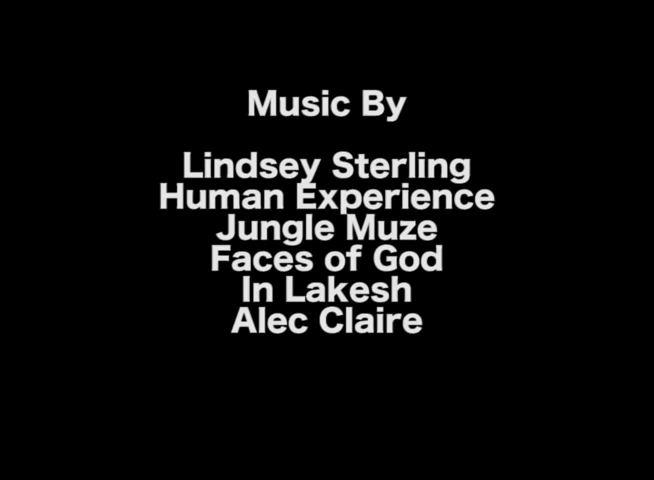 Music By
Lindsey Sterling
Human Experience
Jungle Muze
Faces of God
In Lakesh
Alec Claire